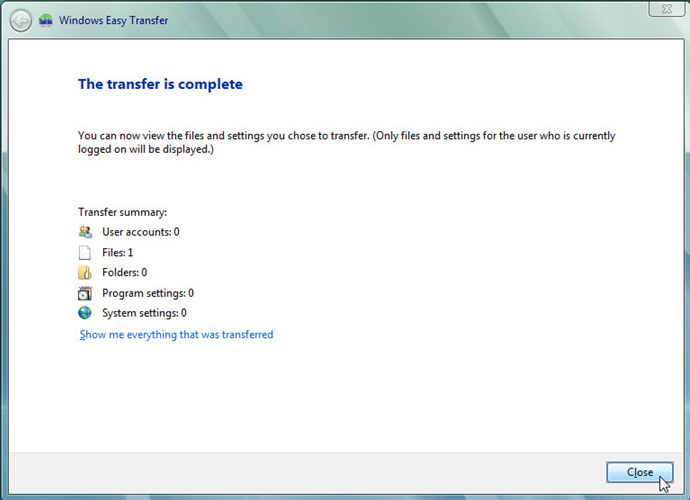 Windows Easy Transfer
The transfer is complete
You can now view the files and settings you chose to transfer. (Only files and settings for the user who is currently
logged on will be displayed.)
Transfer summary:
User accounts: 0
Files: 1
Folders: 0
Program settings: 0
System settings: 0
Show me everything that was transferred
Close